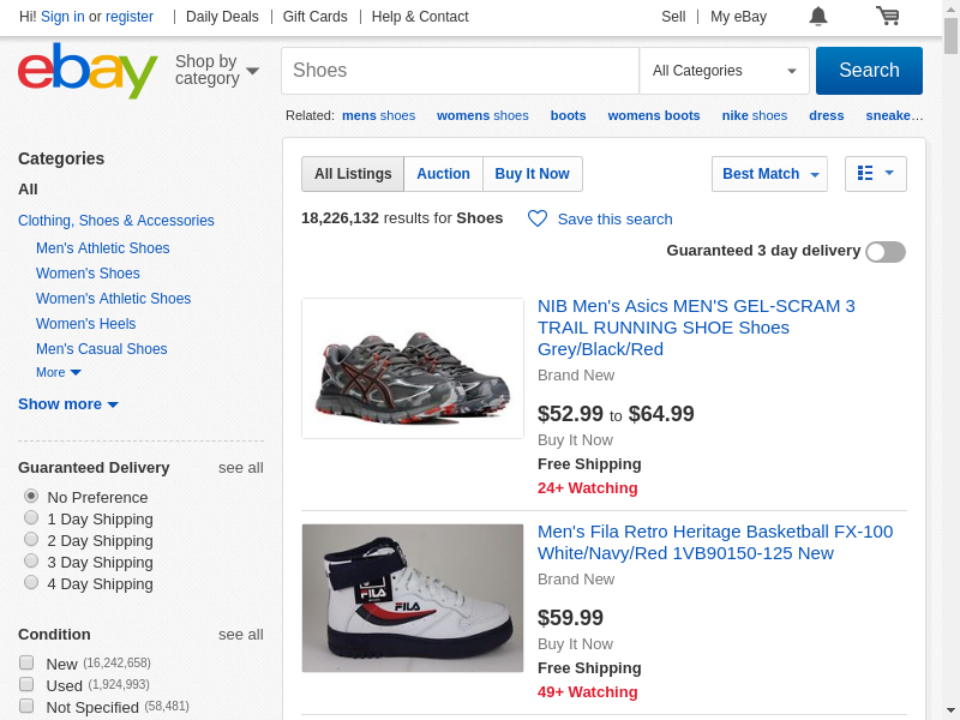 Hi! Sign in or register | Daily Deals | Gift Cards | Help & Contact Sell | My eBay
ebay
Shop by category
Shoes
All Categories
Search
Related: mens shoes womens shoes boots womens boots nike shoes dress sneake...
Categories
All
Clothing, Shoes & Accessories
Men's Athletic Shoes
Women's Shoes
Women's Athletic Shoes
Women's Heels
Men's Casual Shoes
More
Show more
Guaranteed Delivery see all
No Preference
1 Day Shipping
2 Day Shipping
3 Day Shipping
4 Day Shipping
Condition see all
New (16,242,658)
Used (1,924,993)
Not Specified (58,481)
All Listings Auction Buy It Now
Best Match
18,226,132 results for Shoes
Save this search
Guaranteed 3 day delivery
NIB Men's Asics MEN'S GEL-SCRAM 3
TRAIL RUNNING SHOE Shoes
Grey/Black/Red
Brand New
$52.99 to $64.99
Buy It Now
Free Shipping
24+ Watching
FILA
FILA
Men's Fila Retro Heritage Basketball FX-100
White/Navy/Red 1VB90150-125 New
Brand New
$59.99
Buy It Now
Free Shipping
49+ Watching